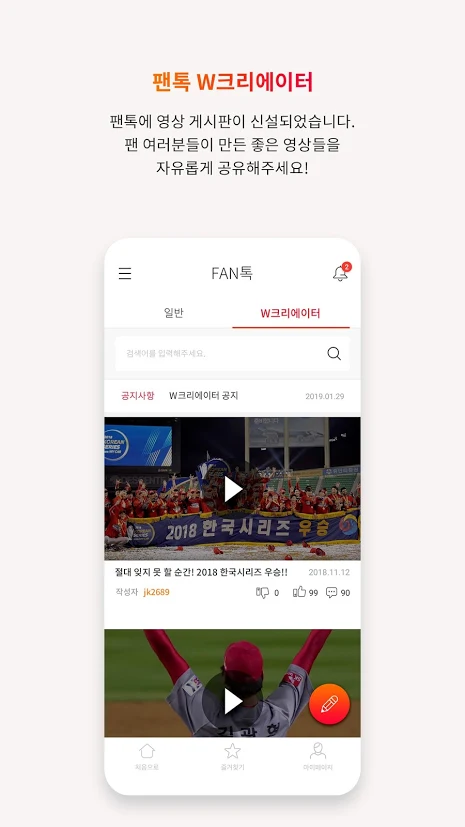 팬톡 W크리에이터
팬톡에 영상 게시판이 신설되었습니다.
팬 여러분들이 만든 좋은 영상들을
자유롭게 공유해주세요!
FAN톡
2
일반
W크리에이터
검색어를 입력해주세요.
공지사항 W크리에이터 공지 2019.01.29
KOREAN
SERIES
2018 한국시리즈 우승
절대 잊지 못 할 순간! 2018 한국시리즈 우승!! 2018.11.12
작성자 jk2689 0 99 90
김광현
처음으로
즐겨찾기
마이페이지